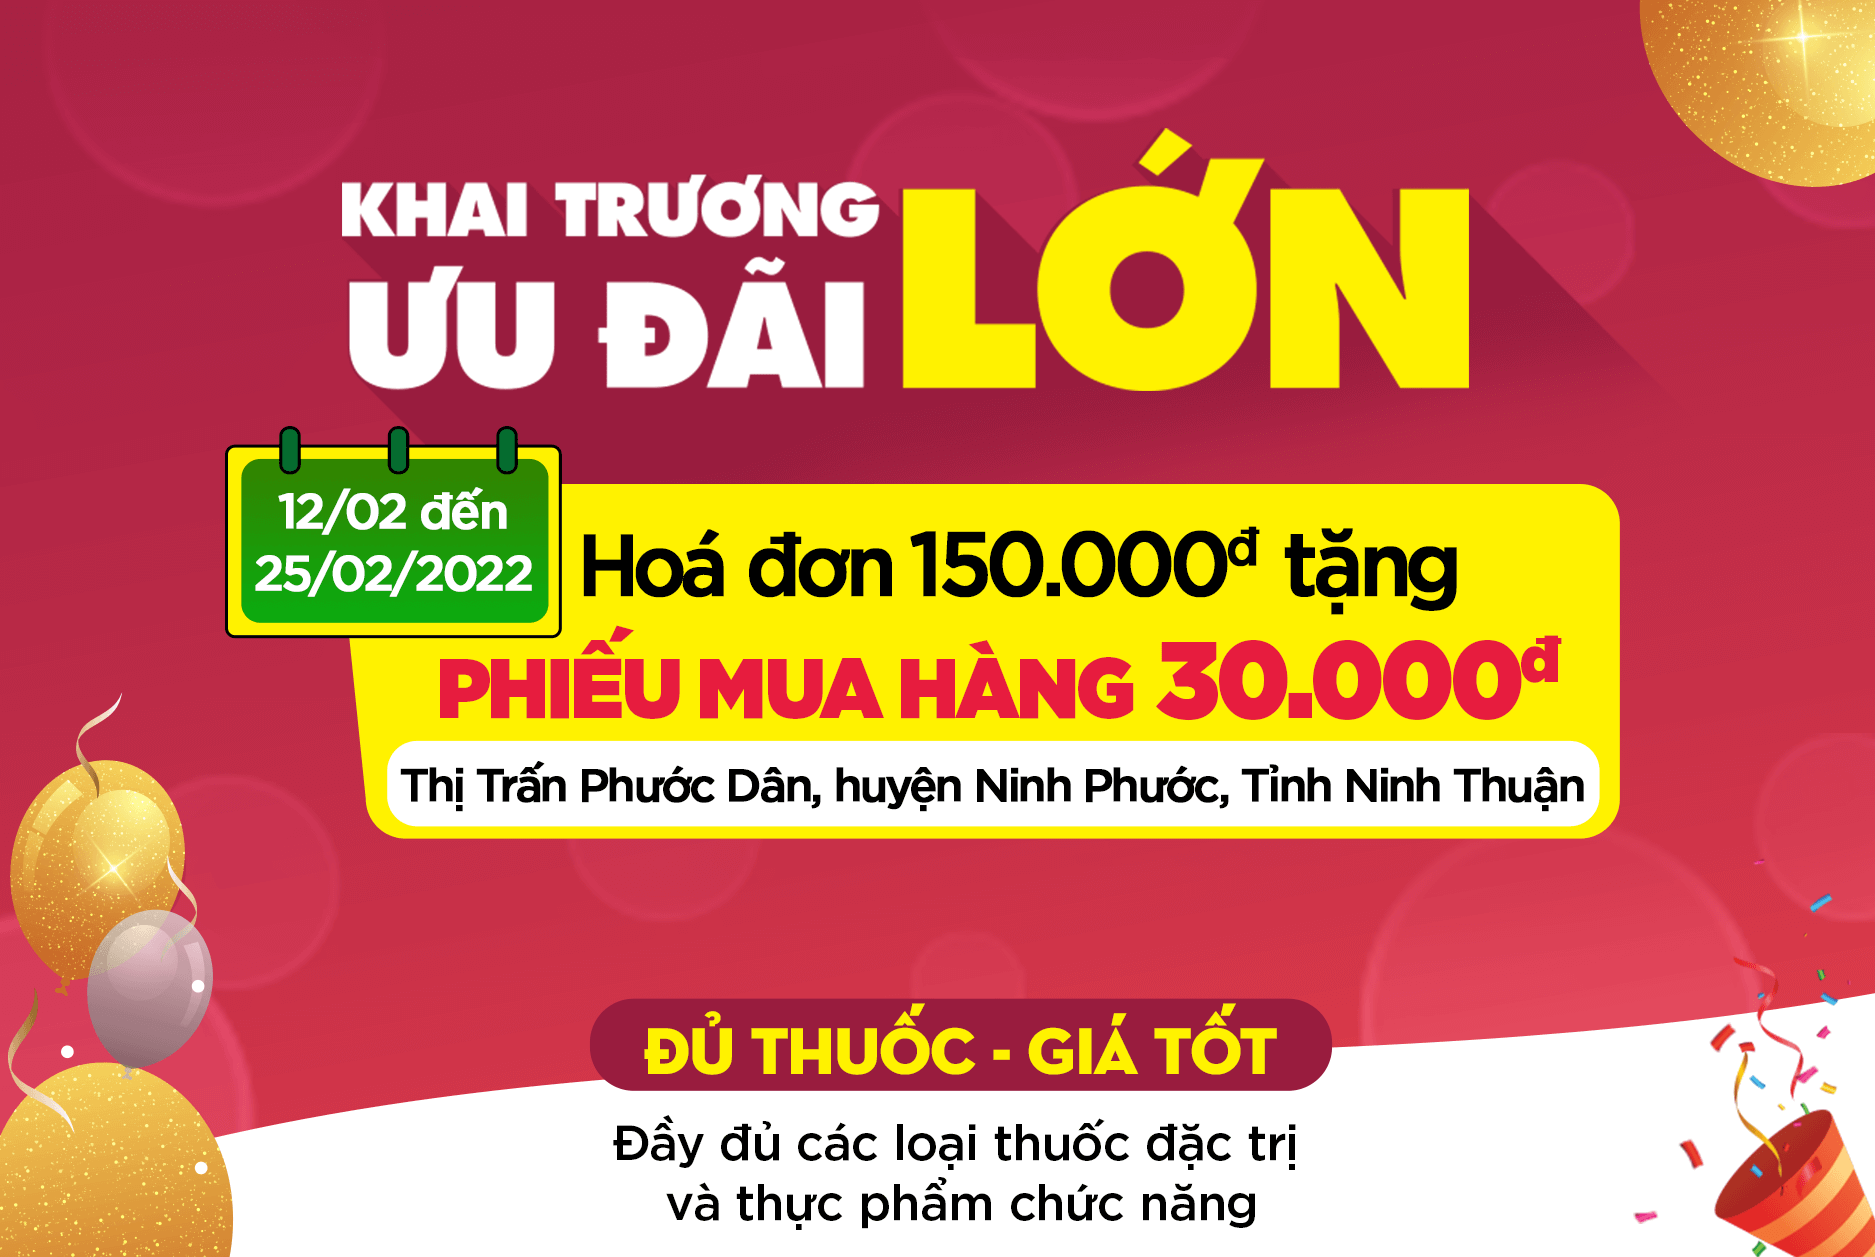 KHAI TRƯƠNG
ƯU ĐÃI LỚN
12/02 đến
25/02/2022
Hoá đơn 150.000đ tặng
PHIẾU MUA HÀNG 30.000đ
Thị Trấn Phước Dân, huyện Ninh Phước, Tỉnh Ninh Thuận
ĐỦ THUỐC - GIÁ TỐT
Đầy đủ các loại thuốc đặc trị
và thực phẩm chức năng